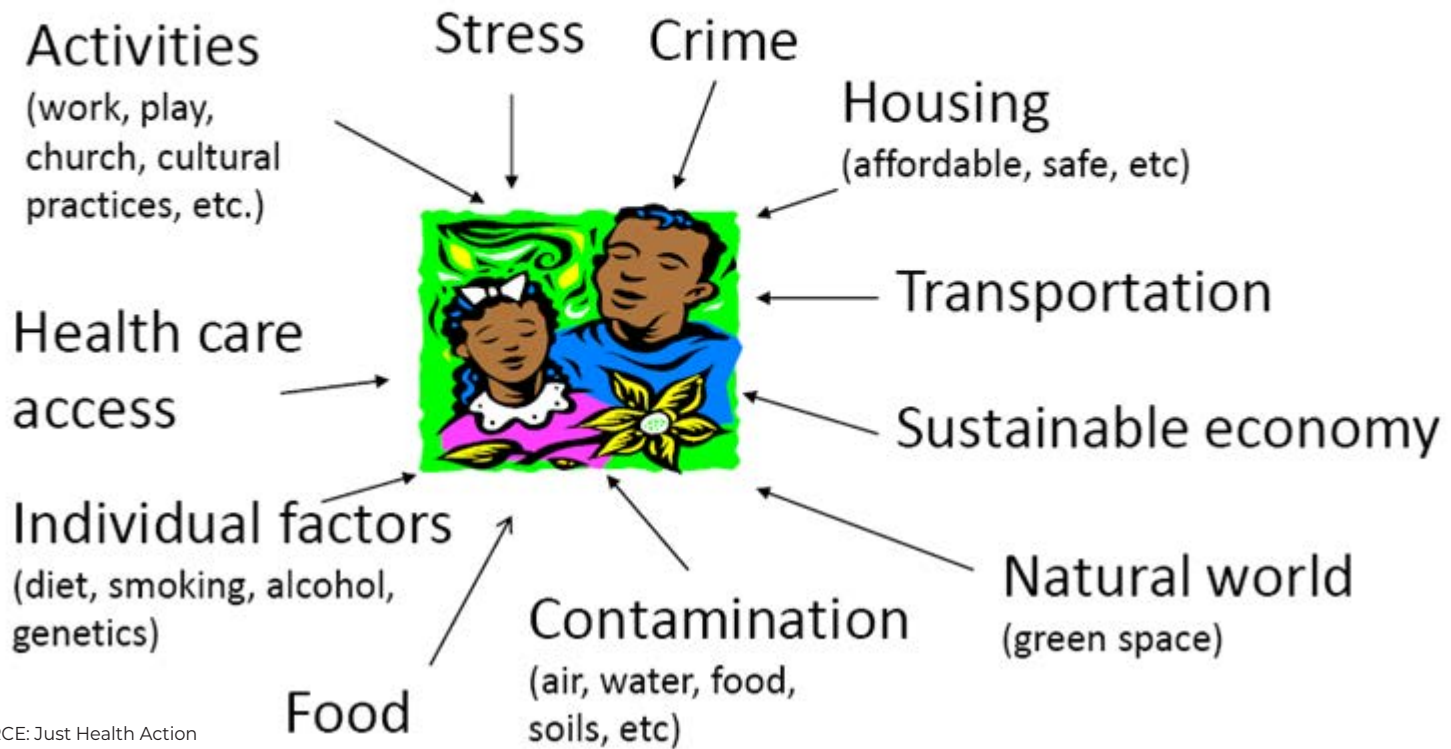 Activities
(work, play,
church, cultural
practices, etc.)
Stress
Crime
Housing
(affordable, safe, etc)
Transportation
Health care
access
Sustainable economy
Individual factors
(diet, smoking, alcohol,
genetics)
Natural world
(green space)
Contamination
(air, water, food,
soils, etc)
Food
RCE: Just Health Action